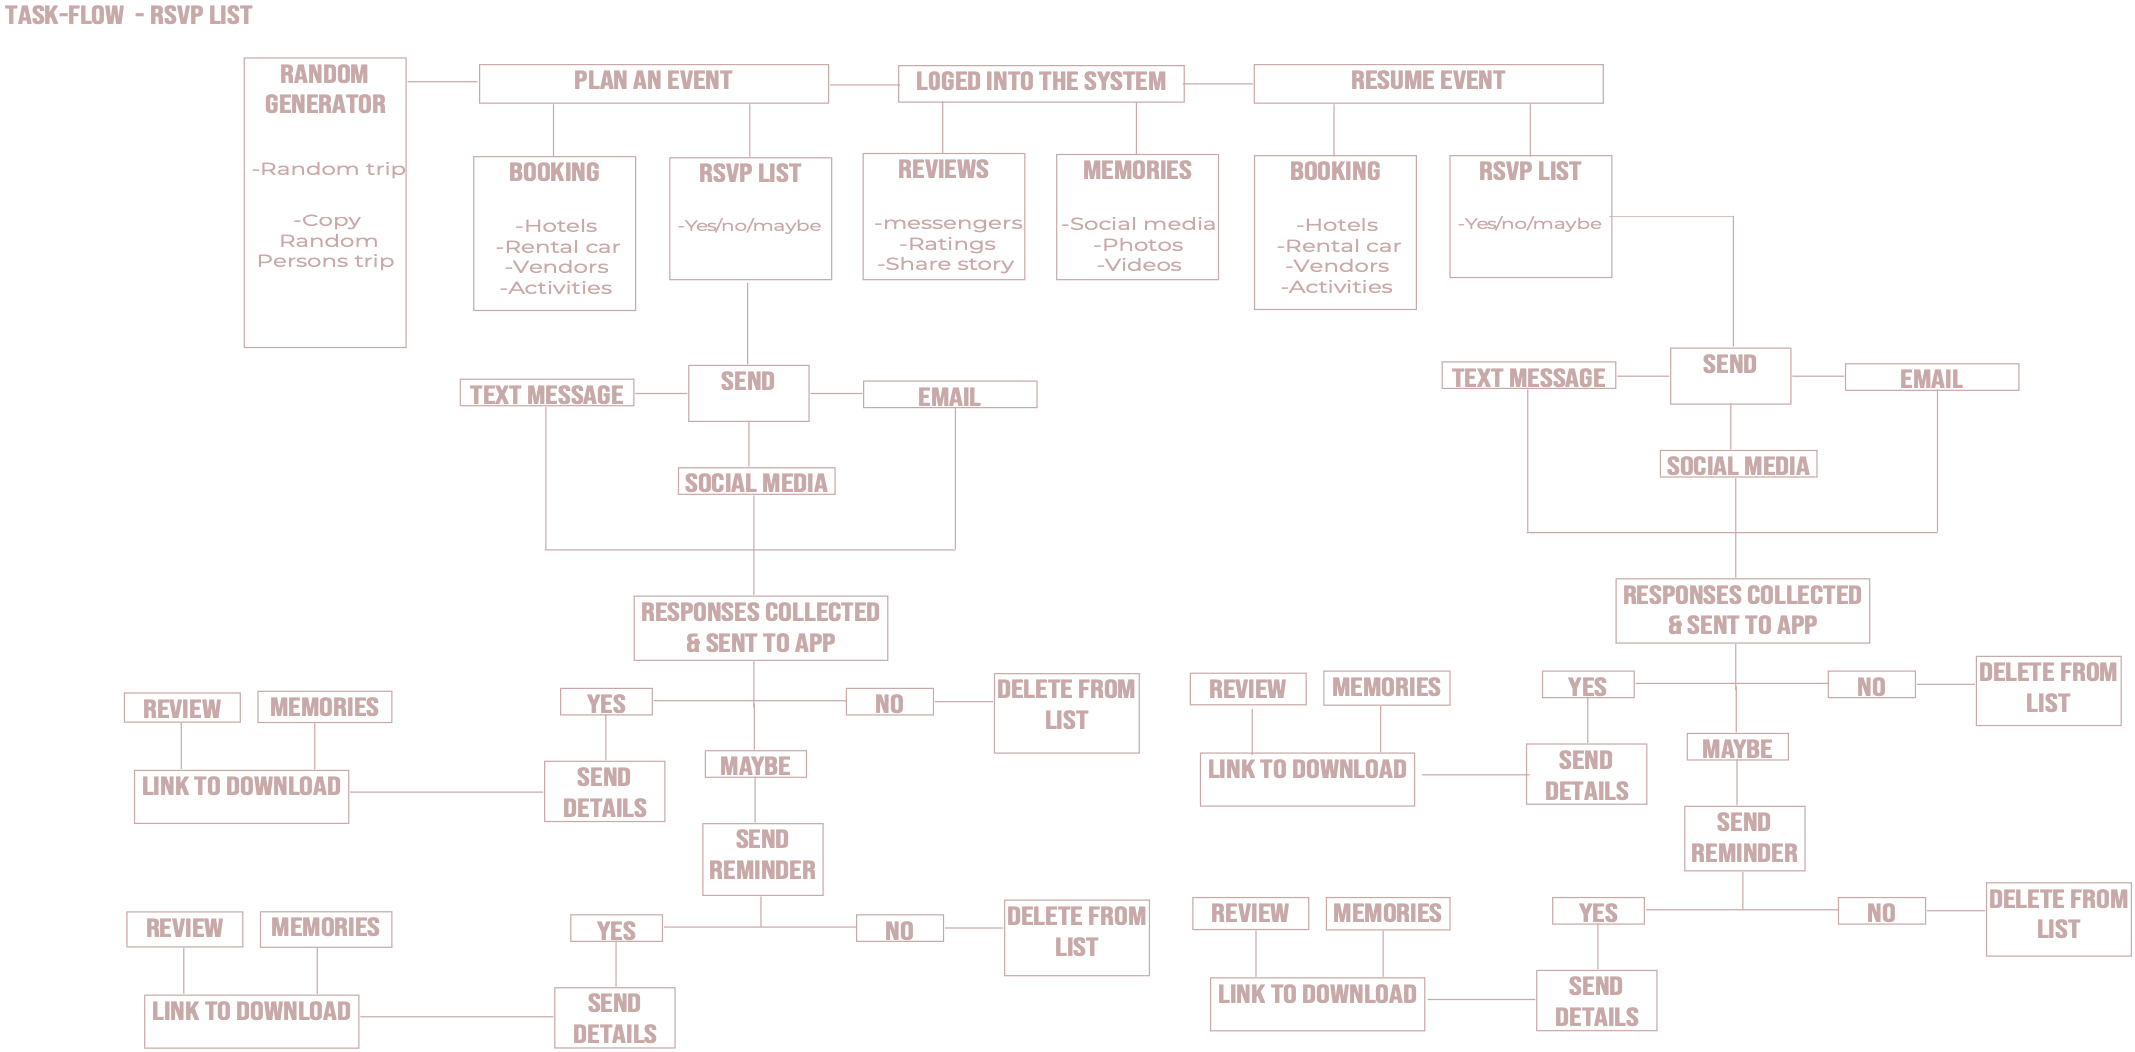 TASK-FLOW - RSVP LIST
RANDOM
GENERATOR
-Random trip
-Copy
Random
Persons trip
PLAN AN EVENT
LOGED INTO THE SYSTEM
RESUME EVENT
BOOKING
-Hotels
-Rental car
-Vendors
-Activities
RSVP LIST
-Yes/no/maybe
REVIEWS
-messengers
-Ratings
-Share story
MEMORIES
-Social media
-Photos
-Videos
BOOKING
-Hotels
-Rental car
-Vendors
-Activities
RSVP LIST
-Yes/no/maybe
TEXT MESSAGE
SEND
EMAIL
SOCIAL MEDIA
RESPONSES COLLECTED
& SENT TO APP
YES
NO
DELETE FROM
LIST
MAYBE
REVIEW
MEMORIES
LINK TO DOWNLOAD
SEND
DETAILS
SEND
REMINDER
YES
NO
DELETE FROM
LIST
REVIEW
MEMORIES
LINK TO DOWNLOAD
SEND
DETAILS
TEXT MESSAGE
SEND
EMAIL
SOCIAL MEDIA
RESPONSES COLLECTED
& SENT TO APP
YES
NO
DELETE FROM
LIST
MAYBE
REVIEW
MEMORIES
LINK TO DOWNLOAD
SEND
DETAILS
SEND
REMINDER
YES
NO
DELETE FROM
LIST
REVIEW
MEMORIES
LINK TO DOWNLOAD
SEND
DETAILS